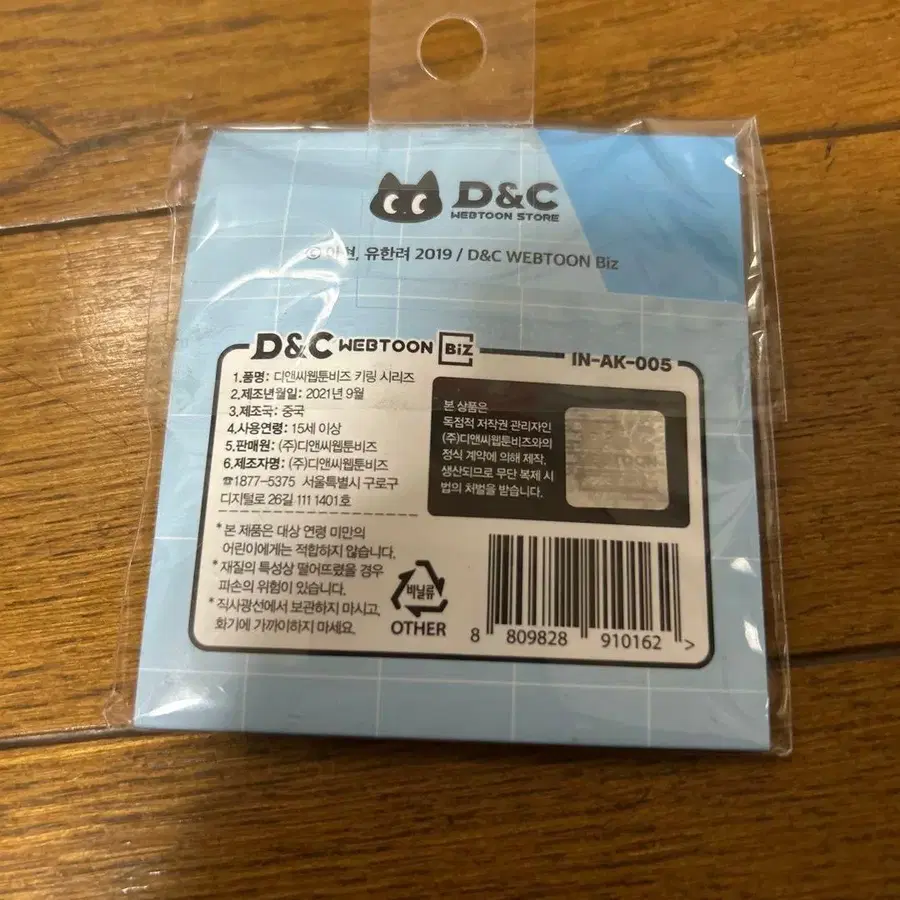 D&C
WEBTOON STORE
유한려 2019 / D&C WEBTOON Biz
D&C WEBTOON BIZ
IN-AK-005
1.품명: 디앤씨웹툰비즈 키링 시리즈
2.제조년월일: 2021년 9월
3.제조국: 중국
4.사용연령: 15세 이상
5.판매원: (주)디앤씨웹툰비즈
6.제조자명: (주)디앤씨웹툰비즈
☎1877-5375 서울특별시 구로구
디지털로 26길 111 1401호
본 상품은
독점적 저작권 관리자인
(주)디앤씨웹툰비즈와의
정식 계약에 의해 제작,
생산되므로 무단 복제 시
법의 처벌을 받습니다.
*본 제품은 대상 연령 미만의
어린이에게는 적합하지 않습니다.
*재질의 특성상 떨어뜨렸을 경우
파손의 위험이 있습니다.
*직사광선에서 보관하지 마시고,
화기에 가까이하지 마세요.
비닐류
OTHER
8 809828 910162 >